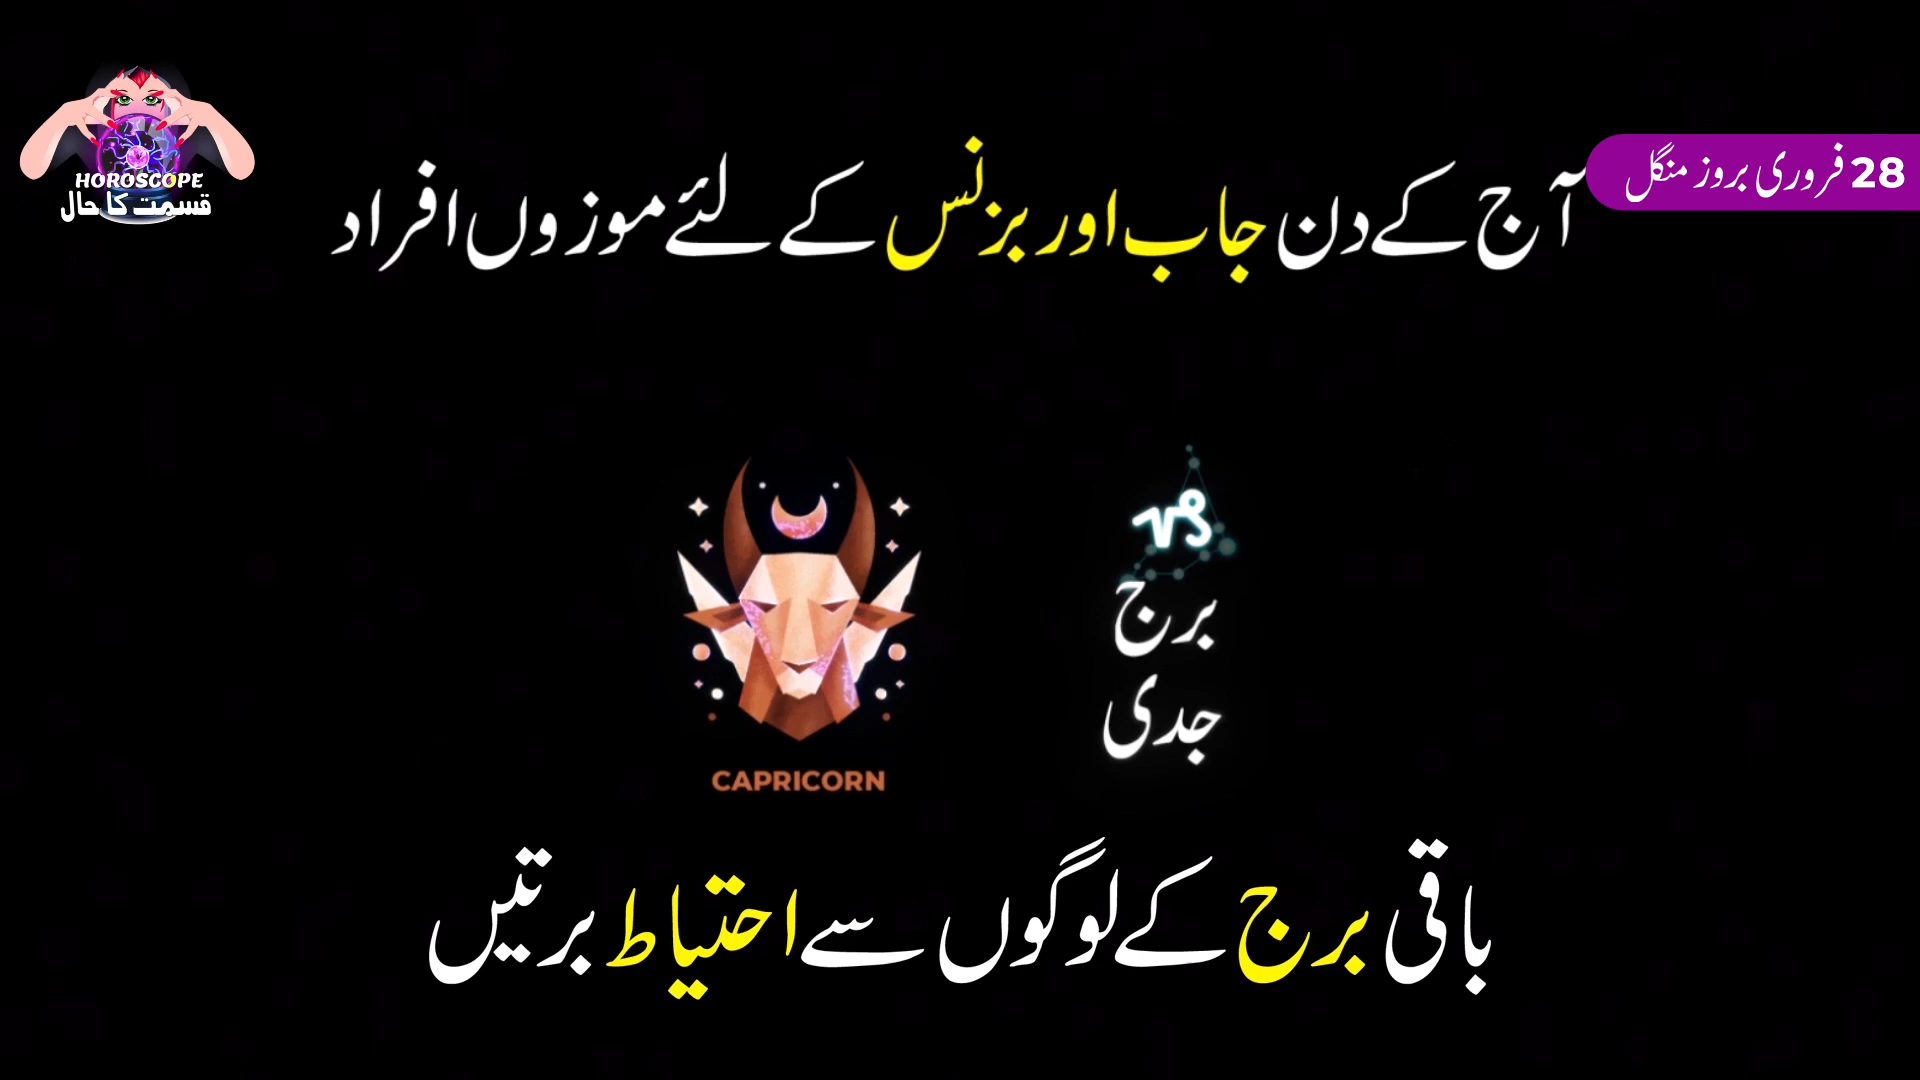 HOROSCOPE
قسمت کا حال
28 فروری بروز منگل
آج کے دن جاب اور بزنس کے لئے موزوں افراد
برج
جدی
CAPRICORN
باقی برج کے لوگوں سے احتیاط برتیں